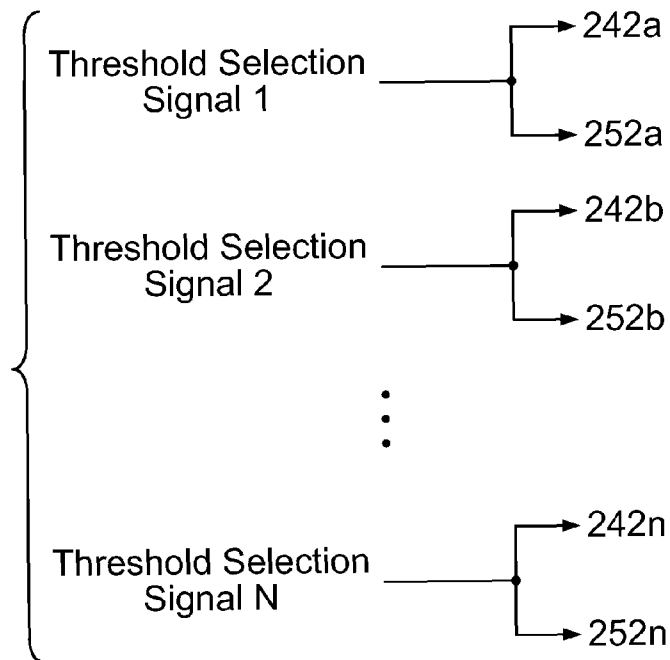 242a
Threshold Selection
Signal 1
252a
242b
Threshold Selection
Signal 2
252b
242n
Threshold Selection
Signal N
252n